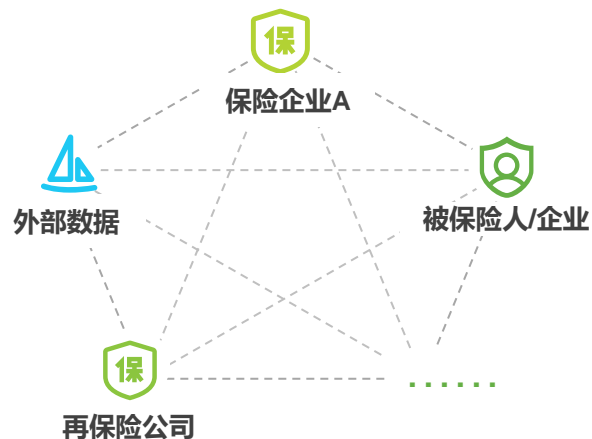 保
保险企业A
外部数据
被保险人/企业
保
再保险公司
......